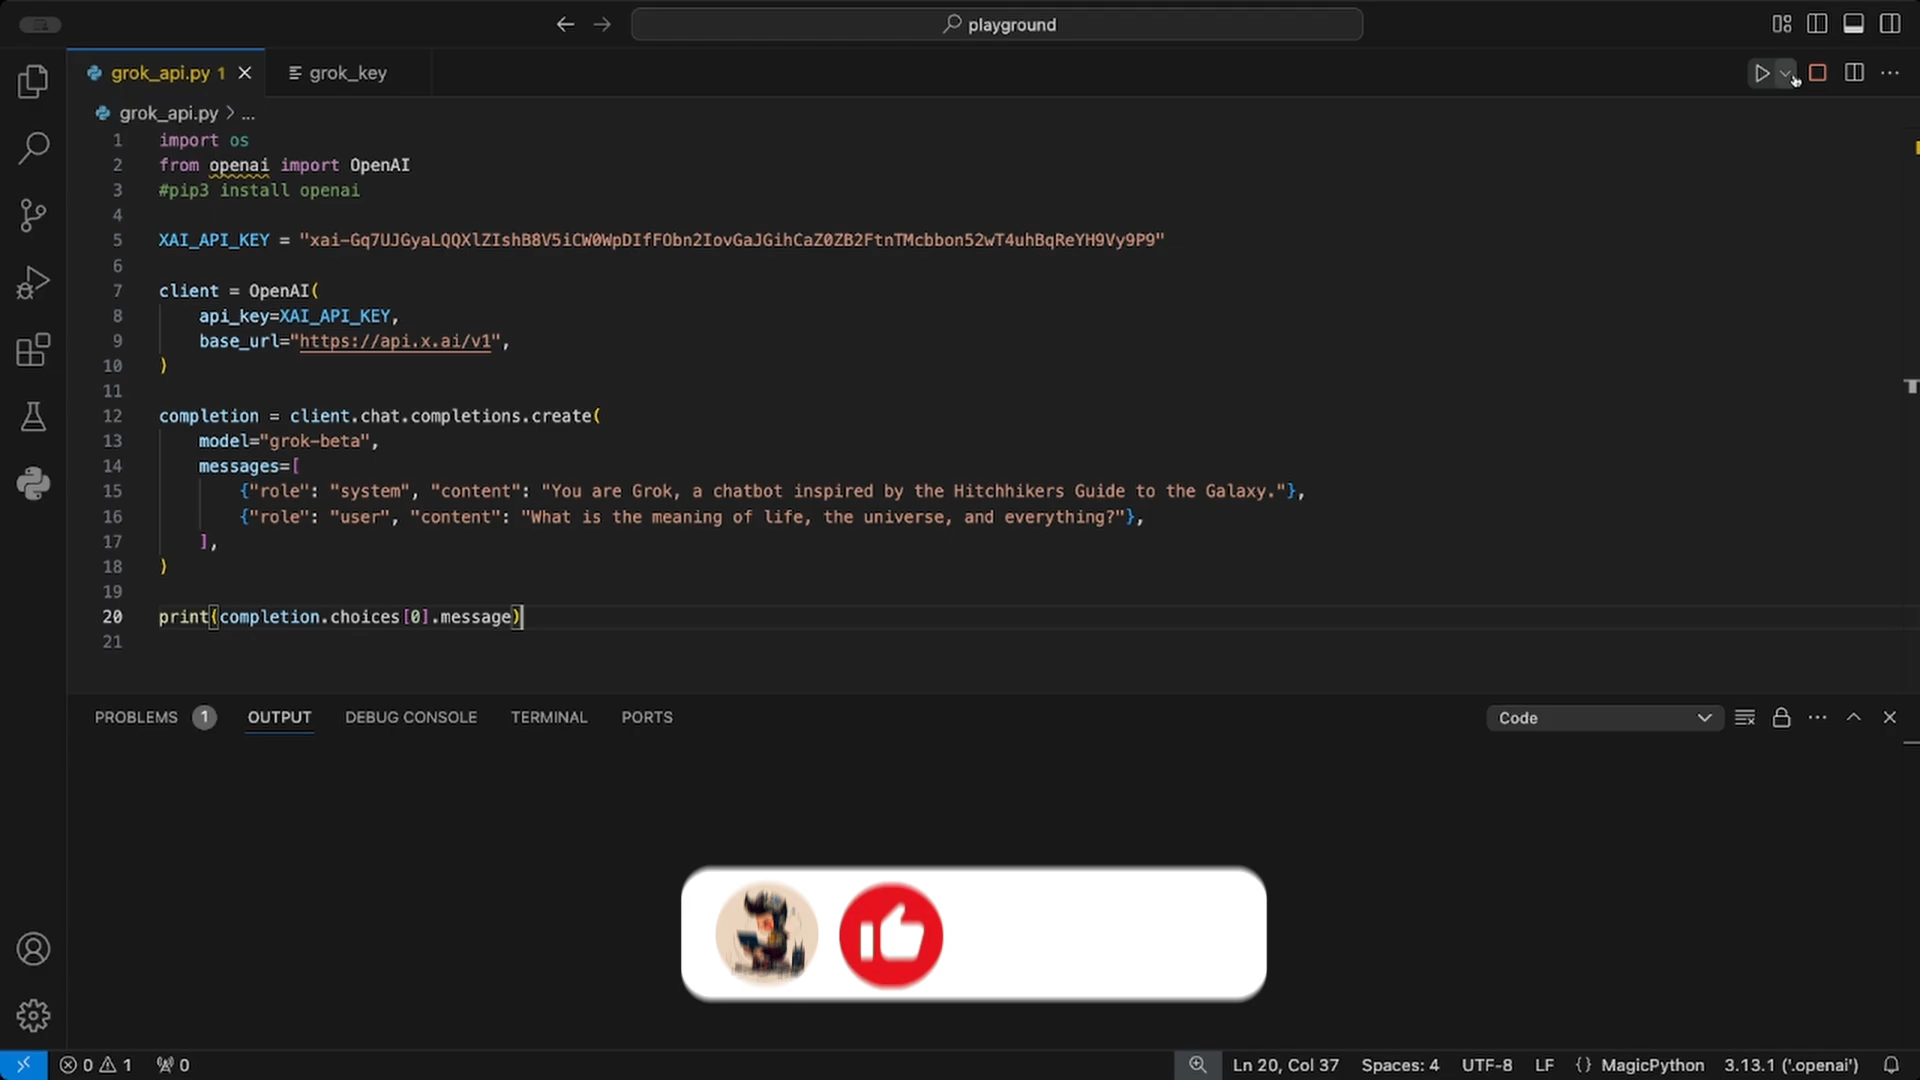 playground
grok_api.py 1
grok_key
grok_api.py > ...
1 import os
2 from openai import OpenAI
3 #pip3 install openai
4
5 XAI_API_KEY = "xai-Gq7UJGyaLQQXlZIshB8V5iCW0WpDIfFObn2IovGaJGihCaZ0ZB2FtnTMcbbon52wT4uhBqReYH9Vy9P9"
6
7 client = OpenAI(
8 api_key=XAI_API_KEY,
9 base_url="https://api.x.ai/v1",
10 )
11
12 completion = client.chat.completions.create(
13 model="grok-beta",
14 messages=[
15 {"role": "system", "content": "You are Grok, a chatbot inspired by the Hitchhikers Guide to the Galaxy."},
16 {"role": "user", "content": "What is the meaning of life, the universe, and everything?"},
17 ],
18 )
19
20 print(completion.choices[0].message)
21
PROBLEMS 1 OUTPUT DEBUG CONSOLE TERMINAL PORTS Code
0 1 0 Ln 20, Col 37 Spaces: 4 UTF-8 LF {} MagicPython 3.13.1 ('.openai')